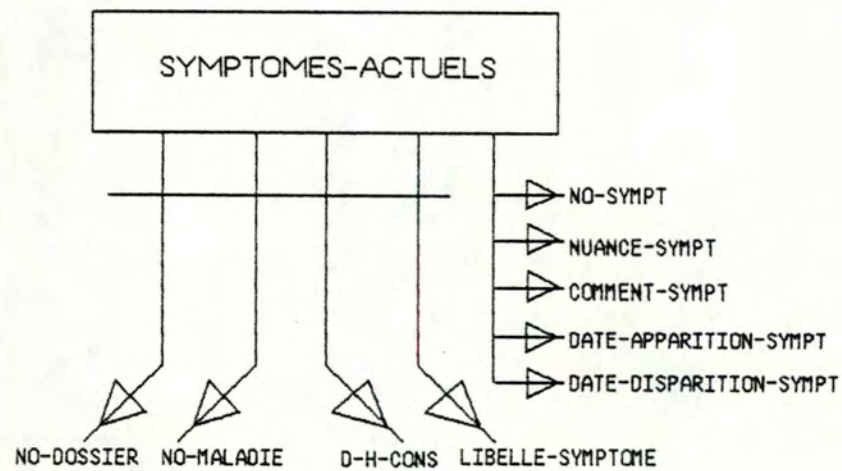 SYMPTOMES-ACTUELS
NO-SYMPT
NUANCE-SYMPT
COMMENT-SYMPT
DATE-APPARITION-SYMPT
DATE-DISPARITION-SYMPT
NO-DOSSIER NO-MALADIE D-H-CONS LIBELLE-SYMPTOME